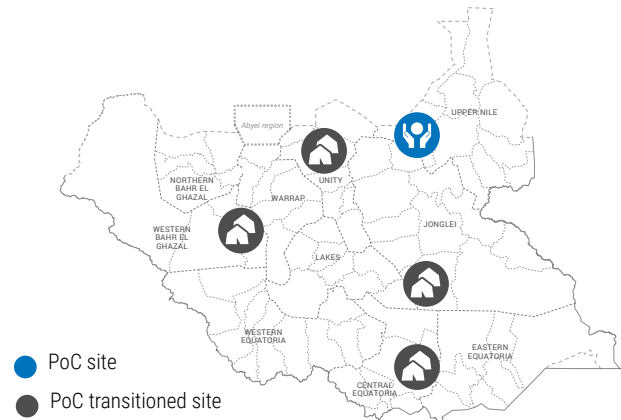 UPPER NILE
Abyei region
UNITY
NORTHERN
BAHR EL
GHAZAL
WARRAP
WESTERN
BAHR EL
GHAZAL
JONGLEI
LAKES
WESTERN
EQUATORIA
EASTERN
EQUATORIA
CENTRAL
EQUATORIA
PoC site
PoC transitioned site